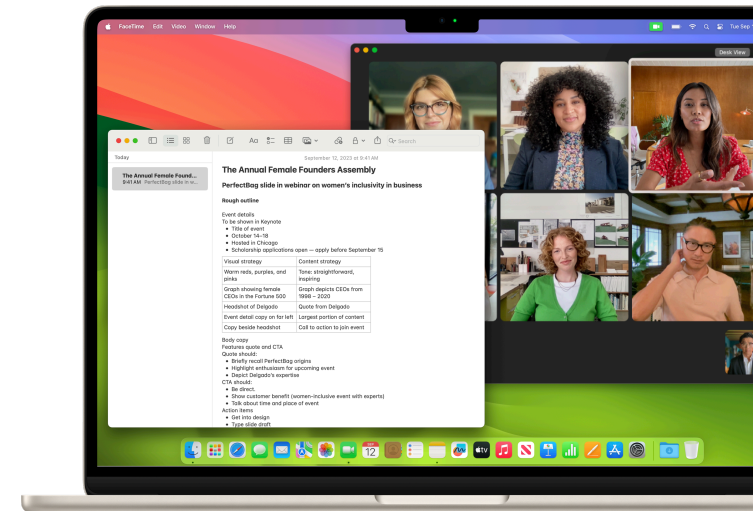 FaceTime Edit Video Window Help
Tue Sep
Desk View
Search
Today
September 12, 2023 at 9:41 AM
The Annual Female Found...
9:41 AM PerfectBag slide in w...
The Annual Female Founders Assembly
PerfectBag slide in webinar on women's inclusivity in business
Rough outline
Event details
To be shown in Keynote
• Title of event
• October 14–18
• Hosted in Chicago
• Scholarship applications open — apply before September 15
Visual strategy Content strategy
Warm reds, purples, and Tone: straightforward,
pinks inspiring
Graph showing female Graph depicts CEOs from
CEOs in the Fortune 500 1998 – 2020
Headshot of Delgado Quote from Delgado
Event detail copy on far left Largest portion of content
Copy beside headshot Call to action to join event
Body copy
Features quote and CTA
Quote should:
• Briefly recall PerfectBag origins
• Highlight enthusiasm for upcoming event
• Depict Delgado's expertise
CTA should:
• Be direct.
• Show customer benefit (women-inclusive event with experts)
• Talk about time and place of event
Action items
• Get into design
• Type slide draft
SEP
12
tv